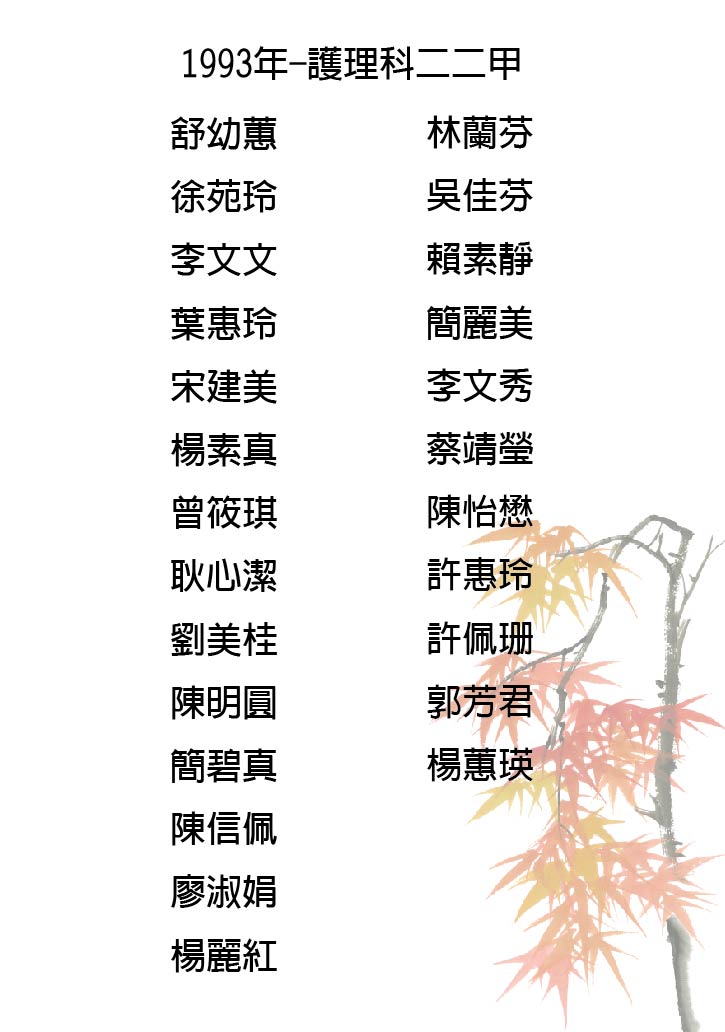 1993年-護理科二二甲
舒幼蕙
徐苑玲
李文文
葉惠玲
宋建美
楊素真
曾筱琪
耿心潔
劉美桂
陳明圓
簡碧真
陳信佩
廖淑娟
楊麗紅
林蘭芬
吳佳芬
賴素靜
簡麗美
李文秀
蔡靖瑩
陳怡懋
許惠玲
許佩珊
郭芳君
楊蕙瑛